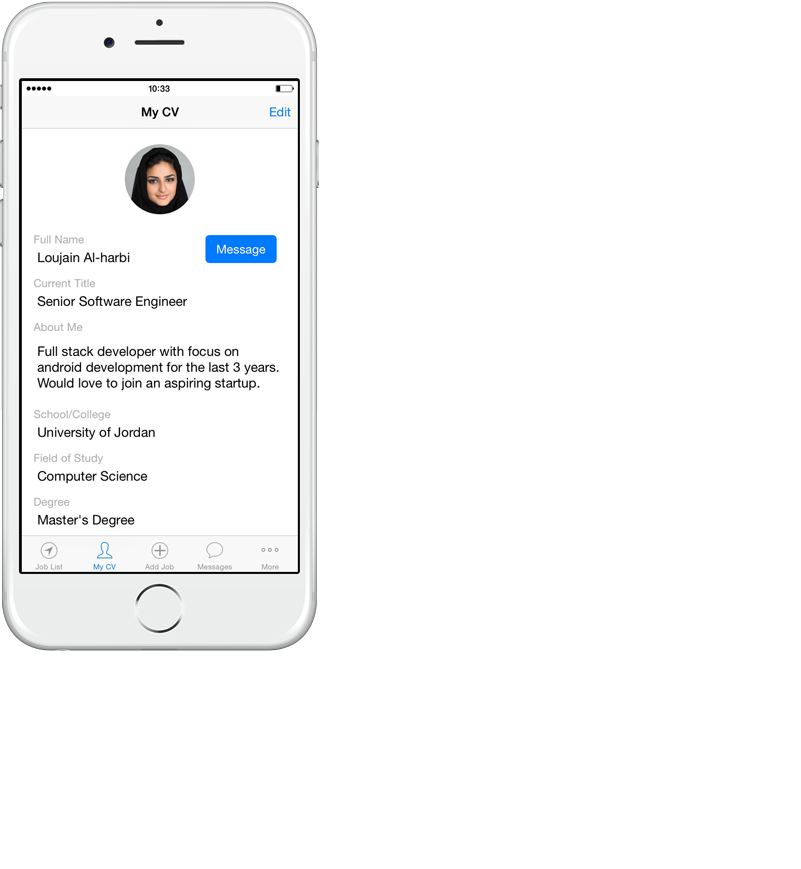 10:33
My CV
Edit
Full Name
Loujain Al-harbi
Message
Current Title
Senior Software Engineer
About Me
Full stack developer with focus on
android development for the last 3 years.
Would love to join an aspiring startup.
School/College
University of Jordan
Field of Study
Computer Science
Degree
Master's Degree
Job List
My CV
Add Job
Messages
More